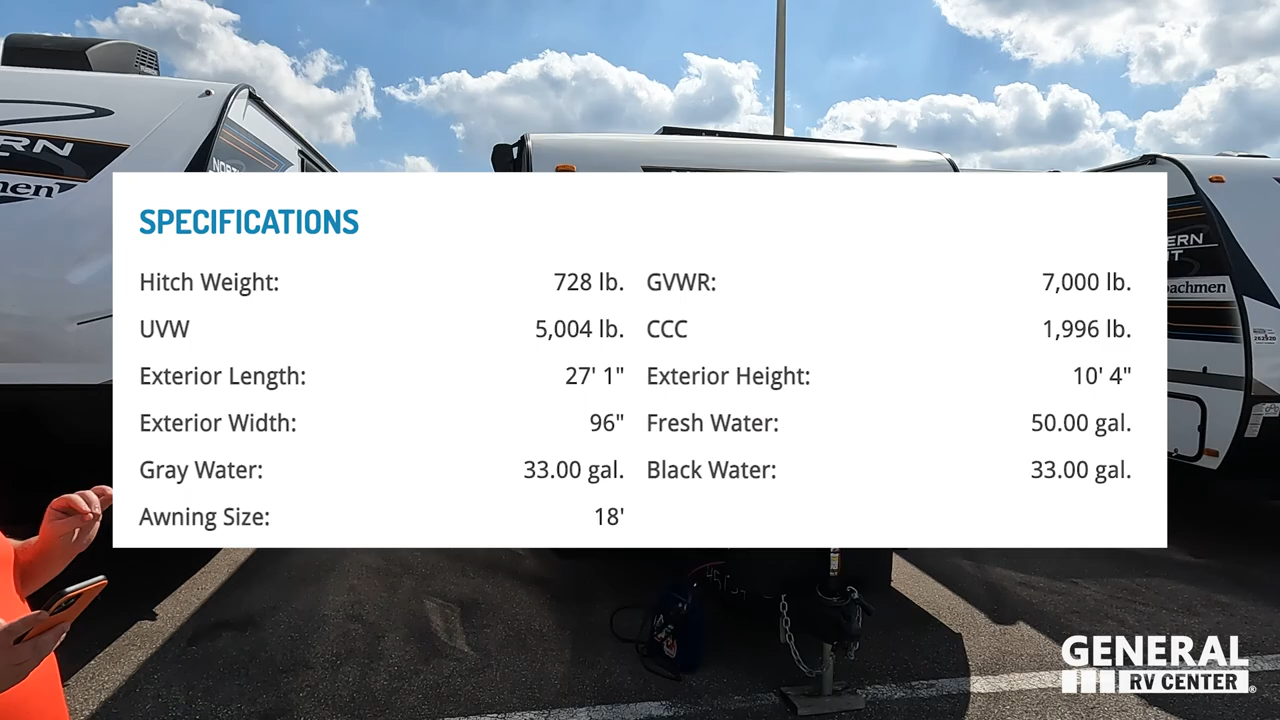 SPECIFICATIONS
Hitch Weight: 728 lb. GVWR: 7,000 lb.
UVW 5,004 lb. CCC 1,996 lb.
Exterior Length: 27' 1" Exterior Height: 10' 4"
Exterior Width: 96" Fresh Water: 50.00 gal.
Gray Water: 33.00 gal. Black Water: 33.00 gal.
Awning Size: 18'
GENERAL
RV CENTER